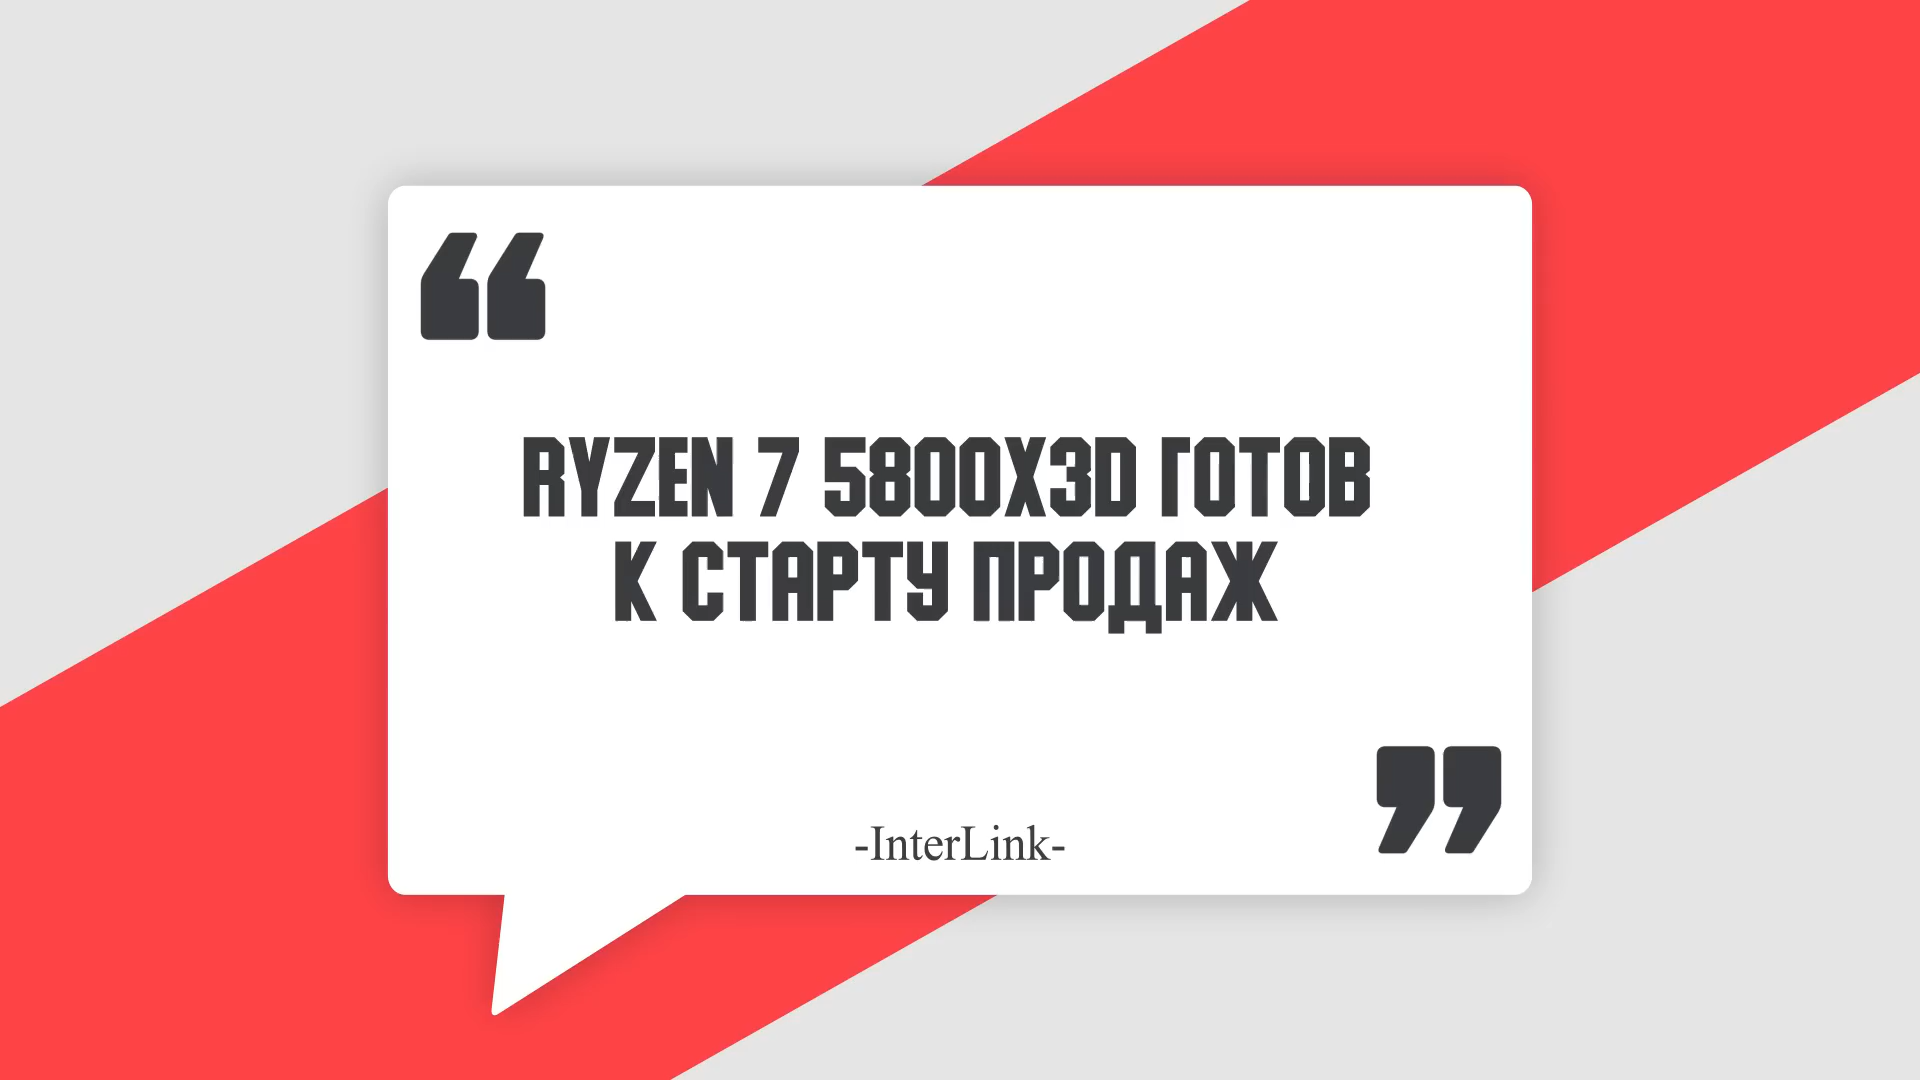 “
RYZEN 7 5800X3D ГОТОВ
К СТАРТУ ПРОДАЖ
”
-InterLink-